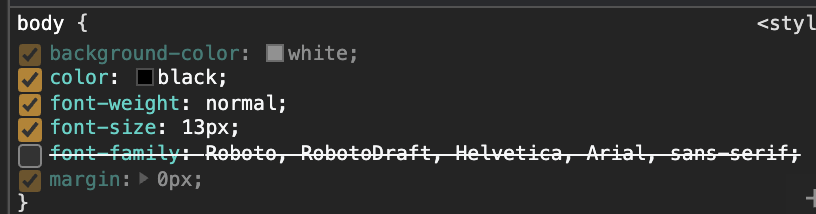 body {
<styl
background-color: white;
color: black;
font-weight: normal;
font-size: 13px;
font-family: Roboto, RobotoDraft, Helvetica, Arial, sans-serif;
margin: 0px;
}